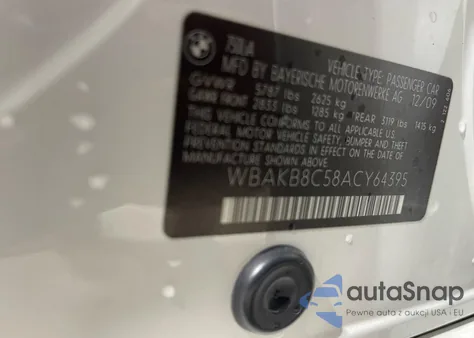 BMW 750LiA
VEHICLE-TYPE: PASSENGER CAR
MFD BY BAYERISCHE MOTORENWERKE AG 12/09
GVWR 5787 lbs 2625 kg
GAWR FRONT 2833 lbs 1285 kg REAR 3119 lbs 1415 kg
THIS VEHICLE CONFORMS TO ALL APPLICABLE U.S.
FEDERAL MOTOR VEHICLE SAFETY, BUMPER AND THEFT
PREVENTION STANDARDS IN EFFECT ON THE DATE OF
MANUFACTURE SHOWN ABOVE.
WBAKB8C58ACY64395
autaSnap
Pewne auta z aukcji USA i EU